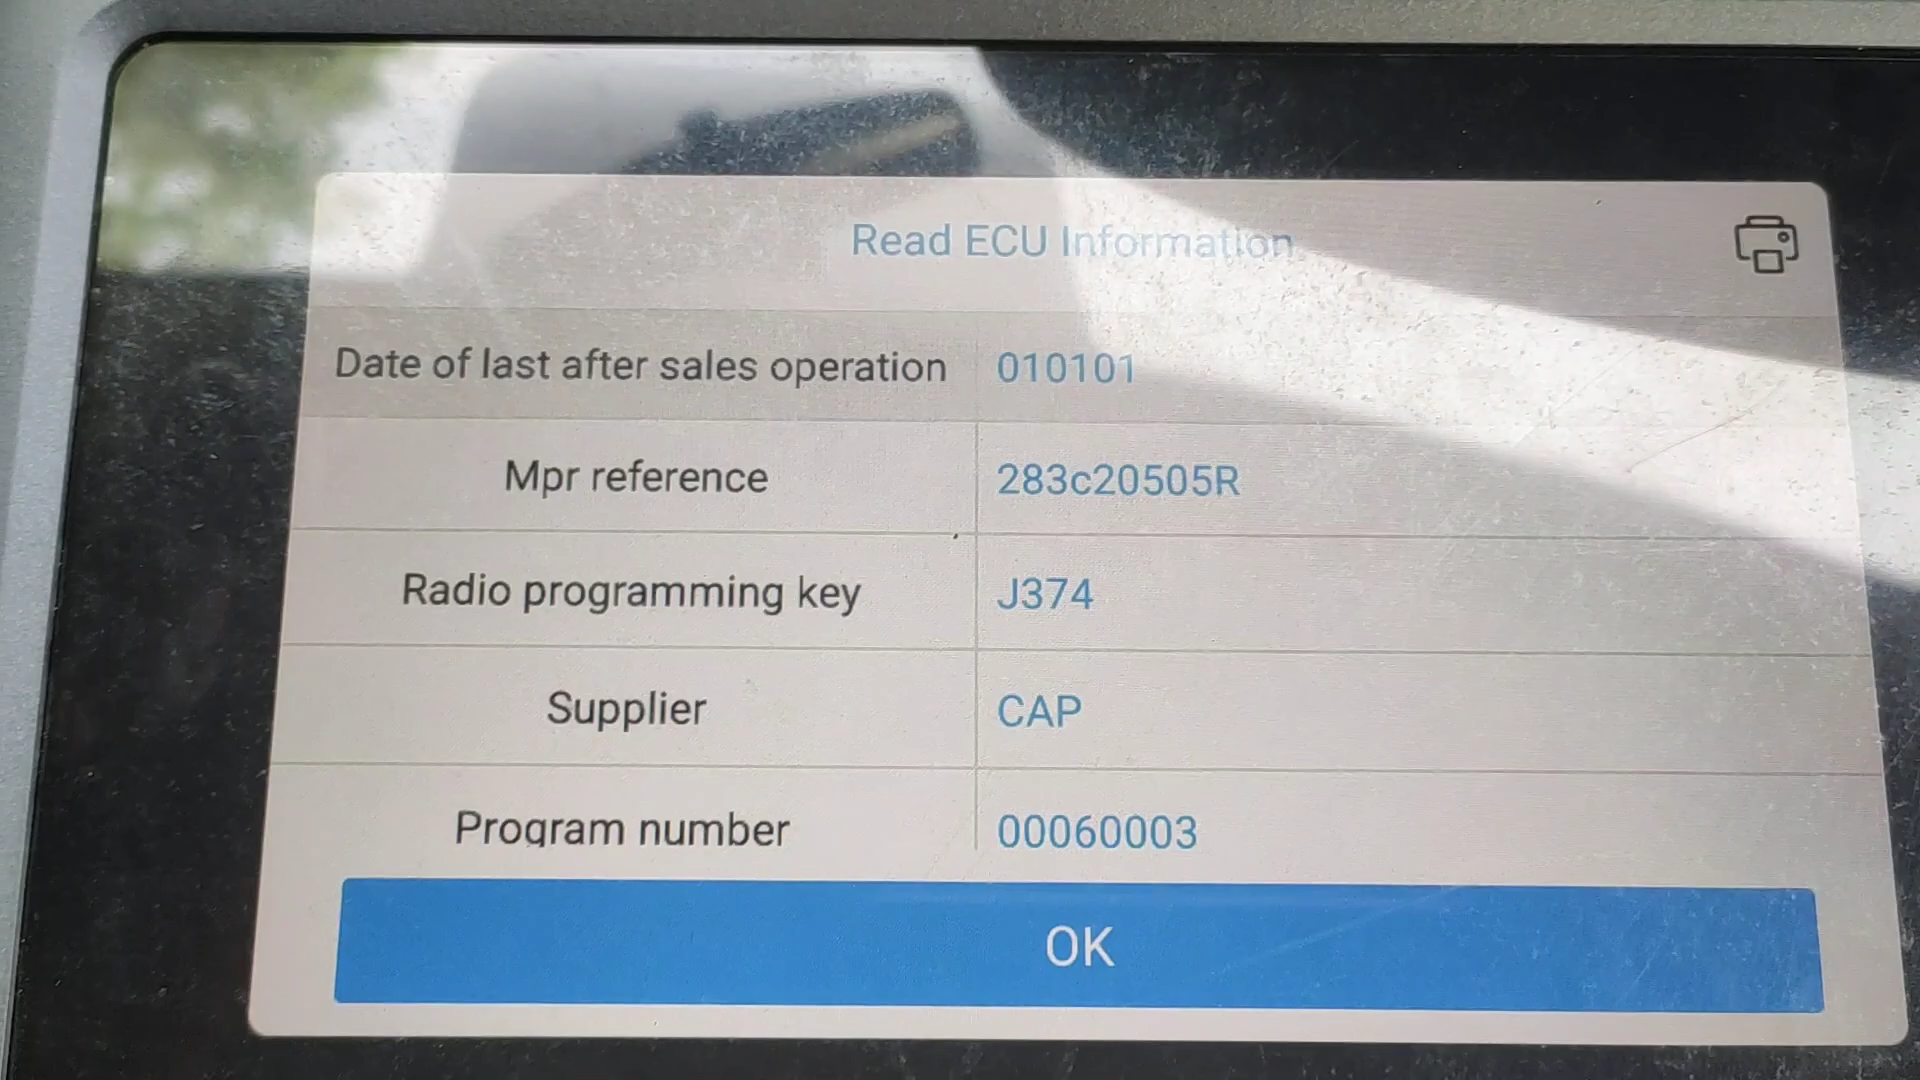 Read ECU Information
Date of last after sales operation 010101
Mpr reference 283c20505R
Radio programming key J374
Supplier CAP
Program number 00060003
OK